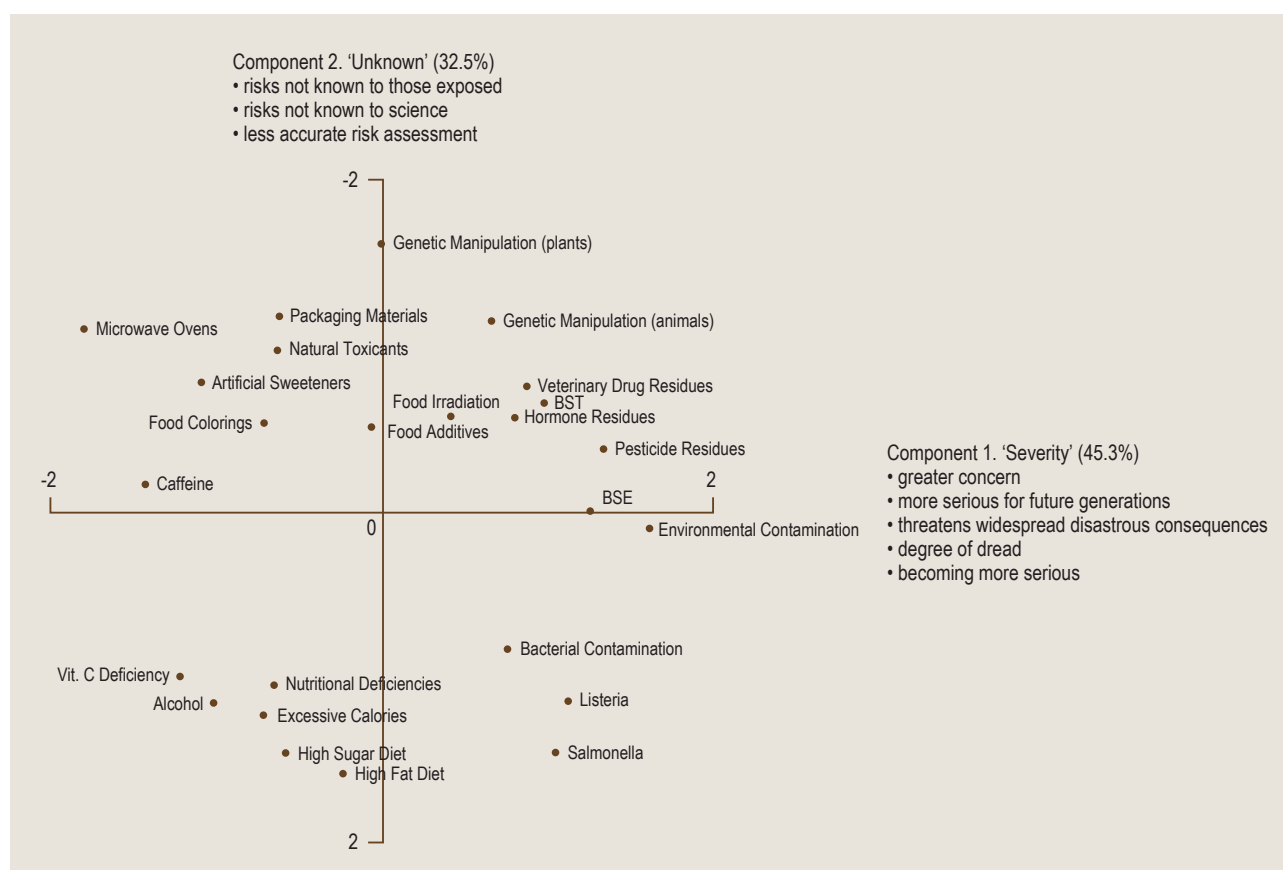 Component 2. ‘Unknown’ (32.5%)
• risks not known to those exposed
• risks not known to science
• less accurate risk assessment
-2
Genetic Manipulation (plants)
Packaging Materials
Genetic Manipulation (animals)
Microwave Ovens
Natural Toxicants
Artificial Sweeteners
Veterinary Drug Residues
Food Irradiation
BST
Food Colorings
Hormone Residues
Food Additives
Pesticide Residues
Component 1. ‘Severity’ (45.3%)
• greater concern
• more serious for future generations
• threatens widespread disastrous consequences
• degree of dread
• becoming more serious
-2
2
Caffeine
BSE
0
Environmental Contamination
Bacterial Contamination
Vit. C Deficiency
Nutritional Deficiencies
Alcohol
Listeria
Excessive Calories
High Sugar Diet
Salmonella
High Fat Diet
2